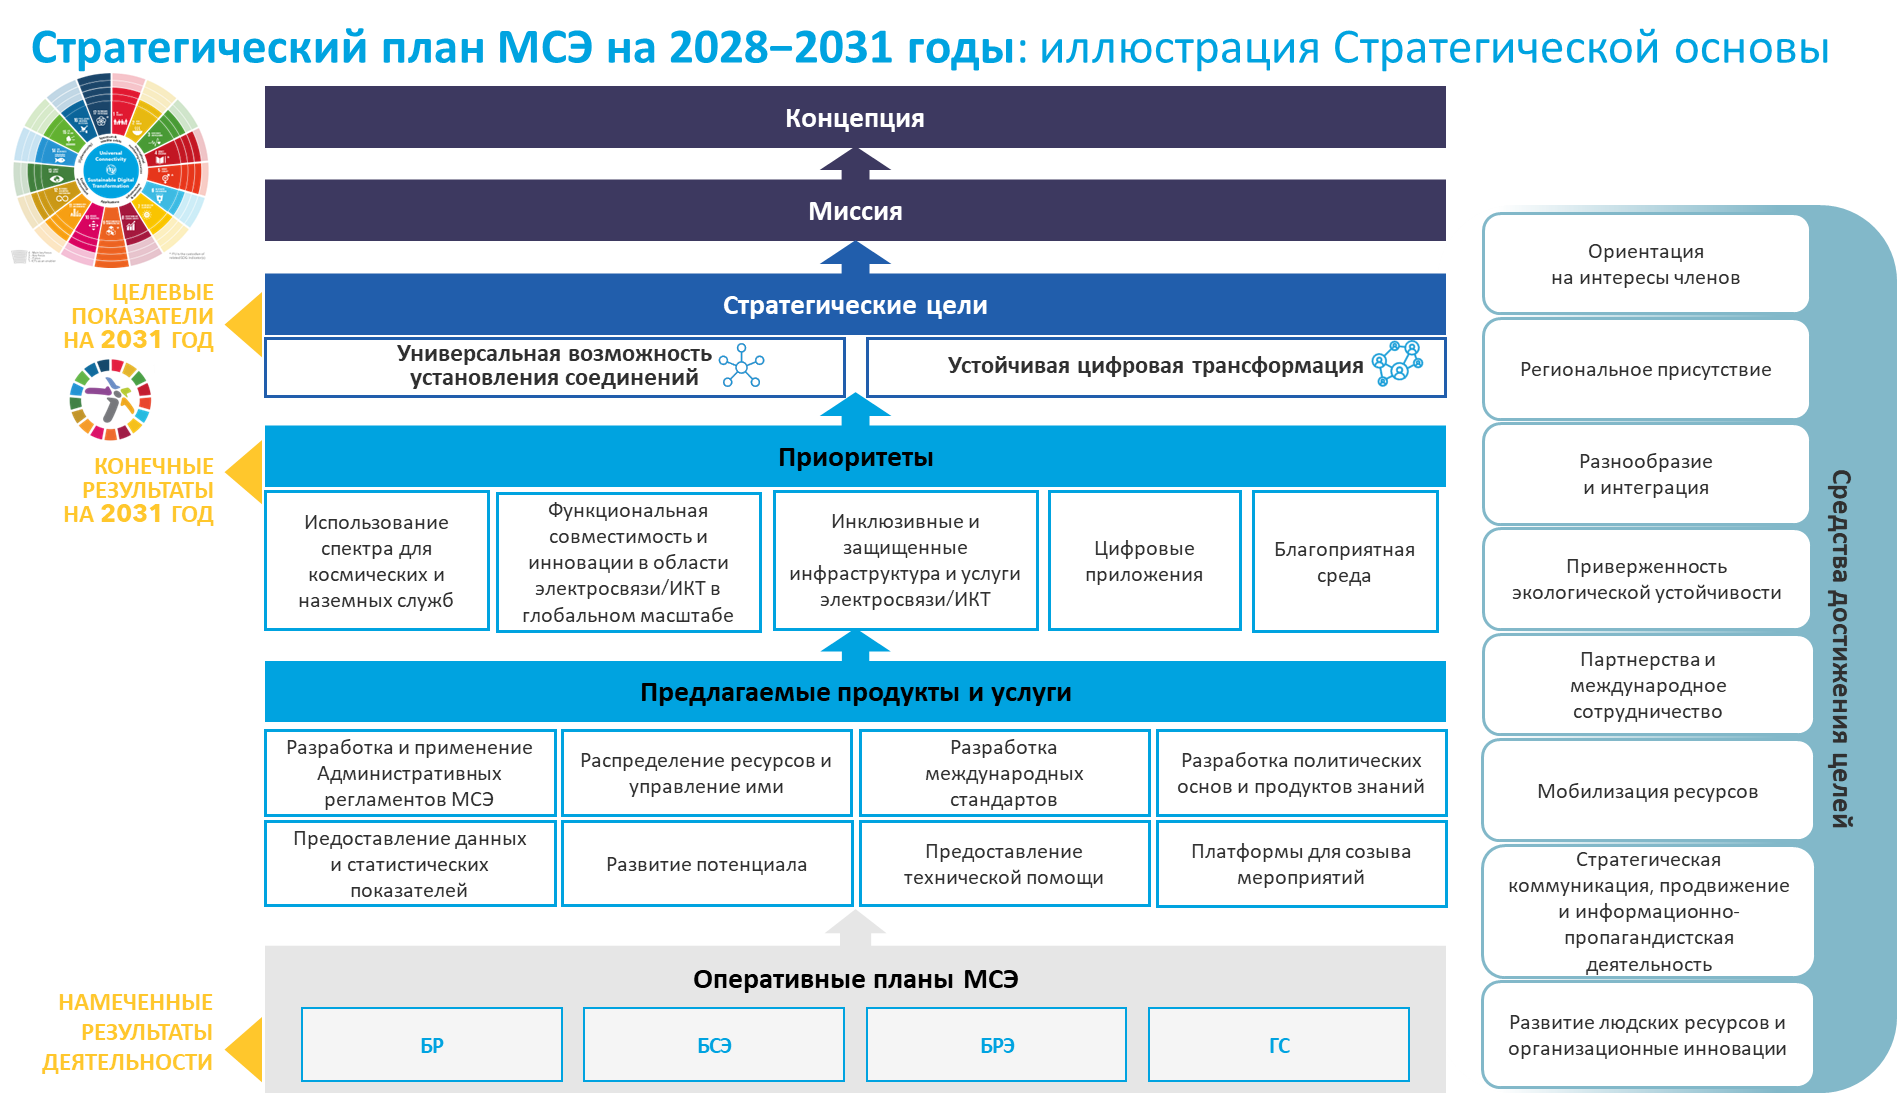 Стратегический план МСЭ на 2028–2031 годы: иллюстрация Стратегической основы
Universal
Connectivity
Sustainable Digital
Transformation
Концепция
Миссия
ЦЕЛЕВЫЕ
ПОКАЗАТЕЛИ
НА 2031 ГОД
Стратегические цели
Универсальная возможность
установления соединений
Устойчивая цифровая трансформация
КОНЕЧНЫЕ
РЕЗУЛЬТАТЫ
НА 2031 ГОД
Приоритеты
Использование
спектра для
космических и
наземных служб
Функциональная
совместимость и
инновации в области
электросвязи/ИКТ в
глобальном масштабе
Инклюзивные и
защищенные
инфраструктура и услуги
электросвязи/ИКТ
Цифровые
приложения
Благоприятная
среда
Предлагаемые продукты и услуги
Разработка и применение
Административных
регламентов МСЭ
Распределение ресурсов и
управление ими
Разработка
международных
стандартов
Разработка политических
основ и продуктов знаний
Предоставление данных
и статистических
показателей
Развитие потенциала
Предоставление
технической помощи
Платформы для созыва
мероприятий
НАМЕЧЕННЫЕ
РЕЗУЛЬТАТЫ
ДЕЯТЕЛЬНОСТИ
Оперативные планы МСЭ
БР
БСЭ
БРЭ
ГС
Средства достижения целей
Ориентация
на интересы членов
Региональное присутствие
Разнообразие
и интеграция
Приверженность
экологической устойчивости
Партнерства и
международное
сотрудничество
Мобилизация ресурсов
Стратегическая
коммуникация, продвижение
и информационно-
пропагандистская
деятельность
Развитие людских ресурсов и
организационные инновации